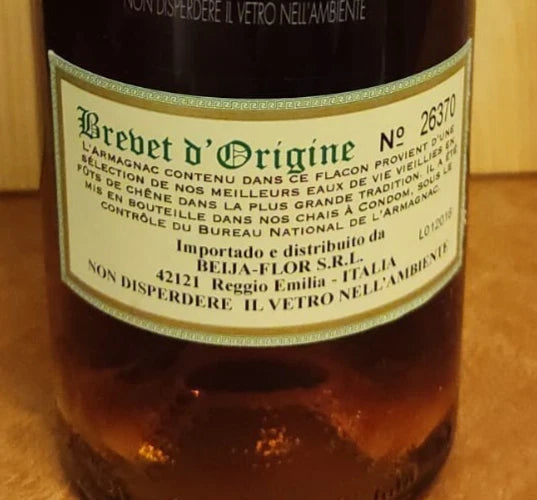 NON DISPERDERE IL VETRO NELL'AMBIENTE
Brevet d'Origine Nº 26370
L'ARMAGNAC CONTENU DANS CE FLACON PROVIENT D'UNE
SÉLECTION DE NOS MEILLEURS EAUX DE VIE VIEILLIES EN
FÛTS DE CHÊNE DANS LA PLUS GRANDE TRADITION. IL A ÉTÉ
MIS EN BOUTEILLE DANS NOS CHAIS À CONDOM, SOUS LE
CONTRÔLE DU BUREAU NATIONAL DE L'ARMAGNAC.
L012016
Importado e distribuito da
BEIJA-FLOR S.R.L.
42121 Reggio Emilia - ITALIA
NON DISPERDERE IL VETRO NELL'AMBIENTE